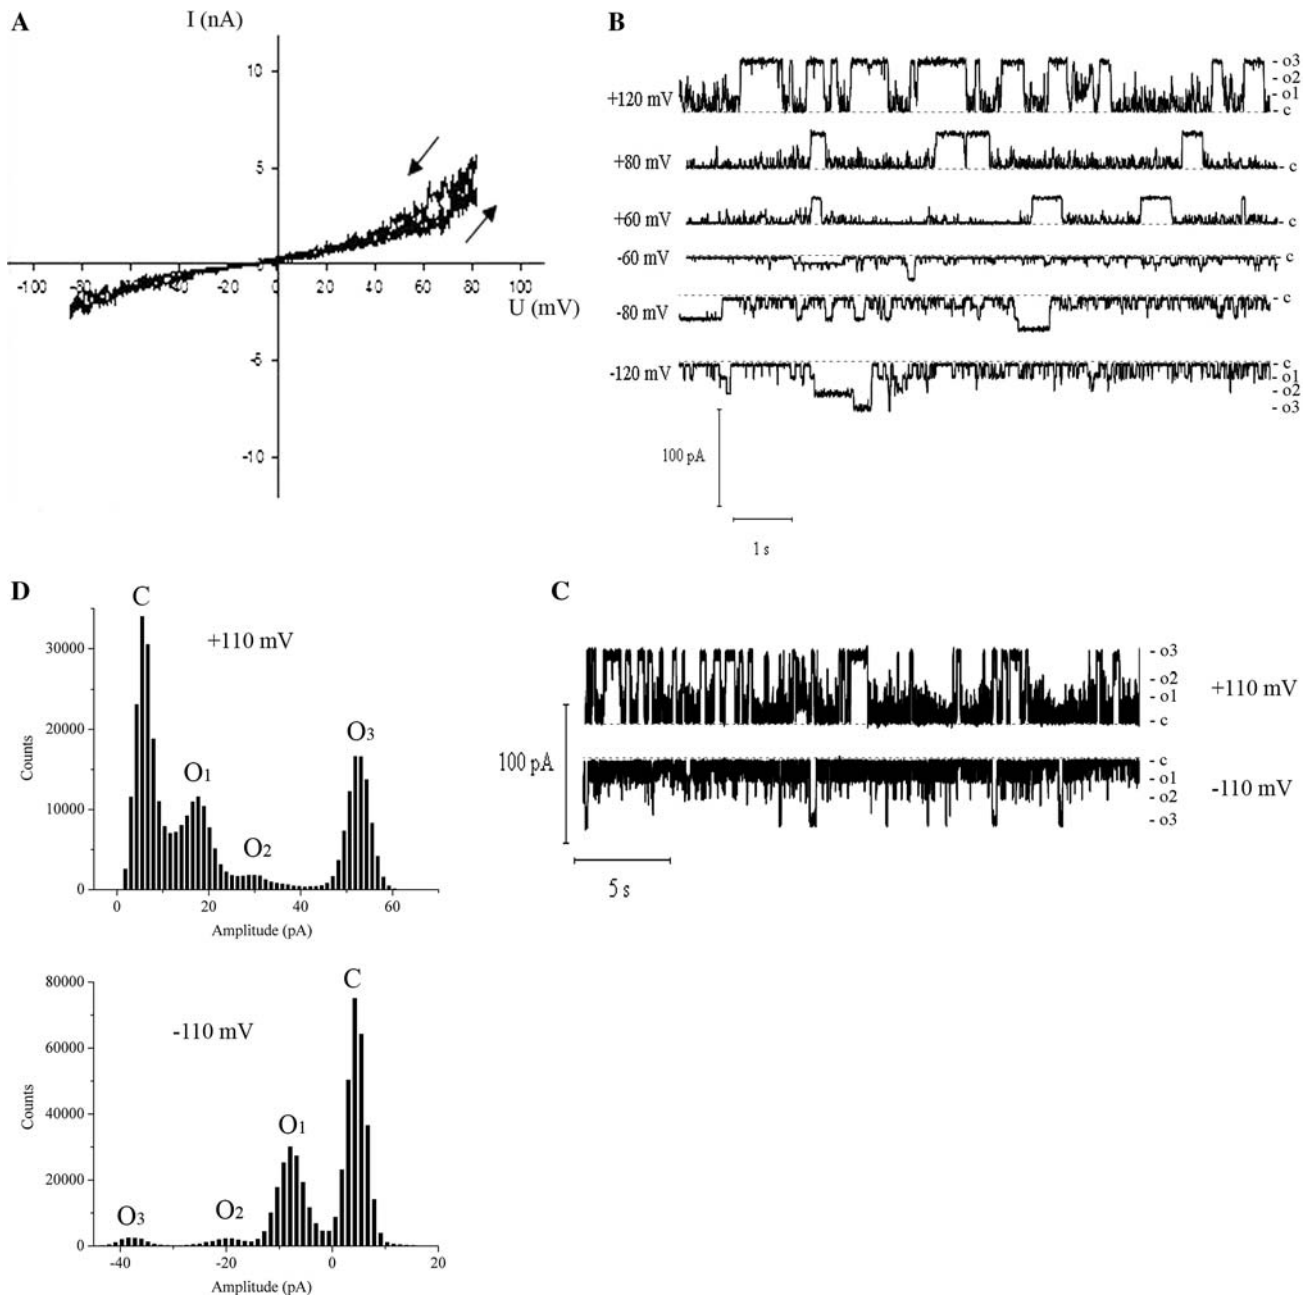 A
I (nA)
10
5
0
-5
-10
-100 -80 -60 -40 -20 20 40 60 80 100
U (mV)
B
+120 mV
- o3
- o2
- o1
- c
+80 mV
- c
+60 mV
- c
-60 mV
- c
-80 mV
- c
-120 mV
- c
- o1
- o2
- o3
100 pA
1 s
D
C
+110 mV
O1
O2
O3
Counts
30000
20000
10000
0
0 20 40 60
Amplitude (pA)
C
-110 mV
O1
O2
O3
Counts
80000
60000
40000
20000
0
-40 -20 0 20
Amplitude (pA)
C
- o3
- o2
- o1
- c
+110 mV
- c
- o1
- o2
- o3
-110 mV
100 pA
5 s